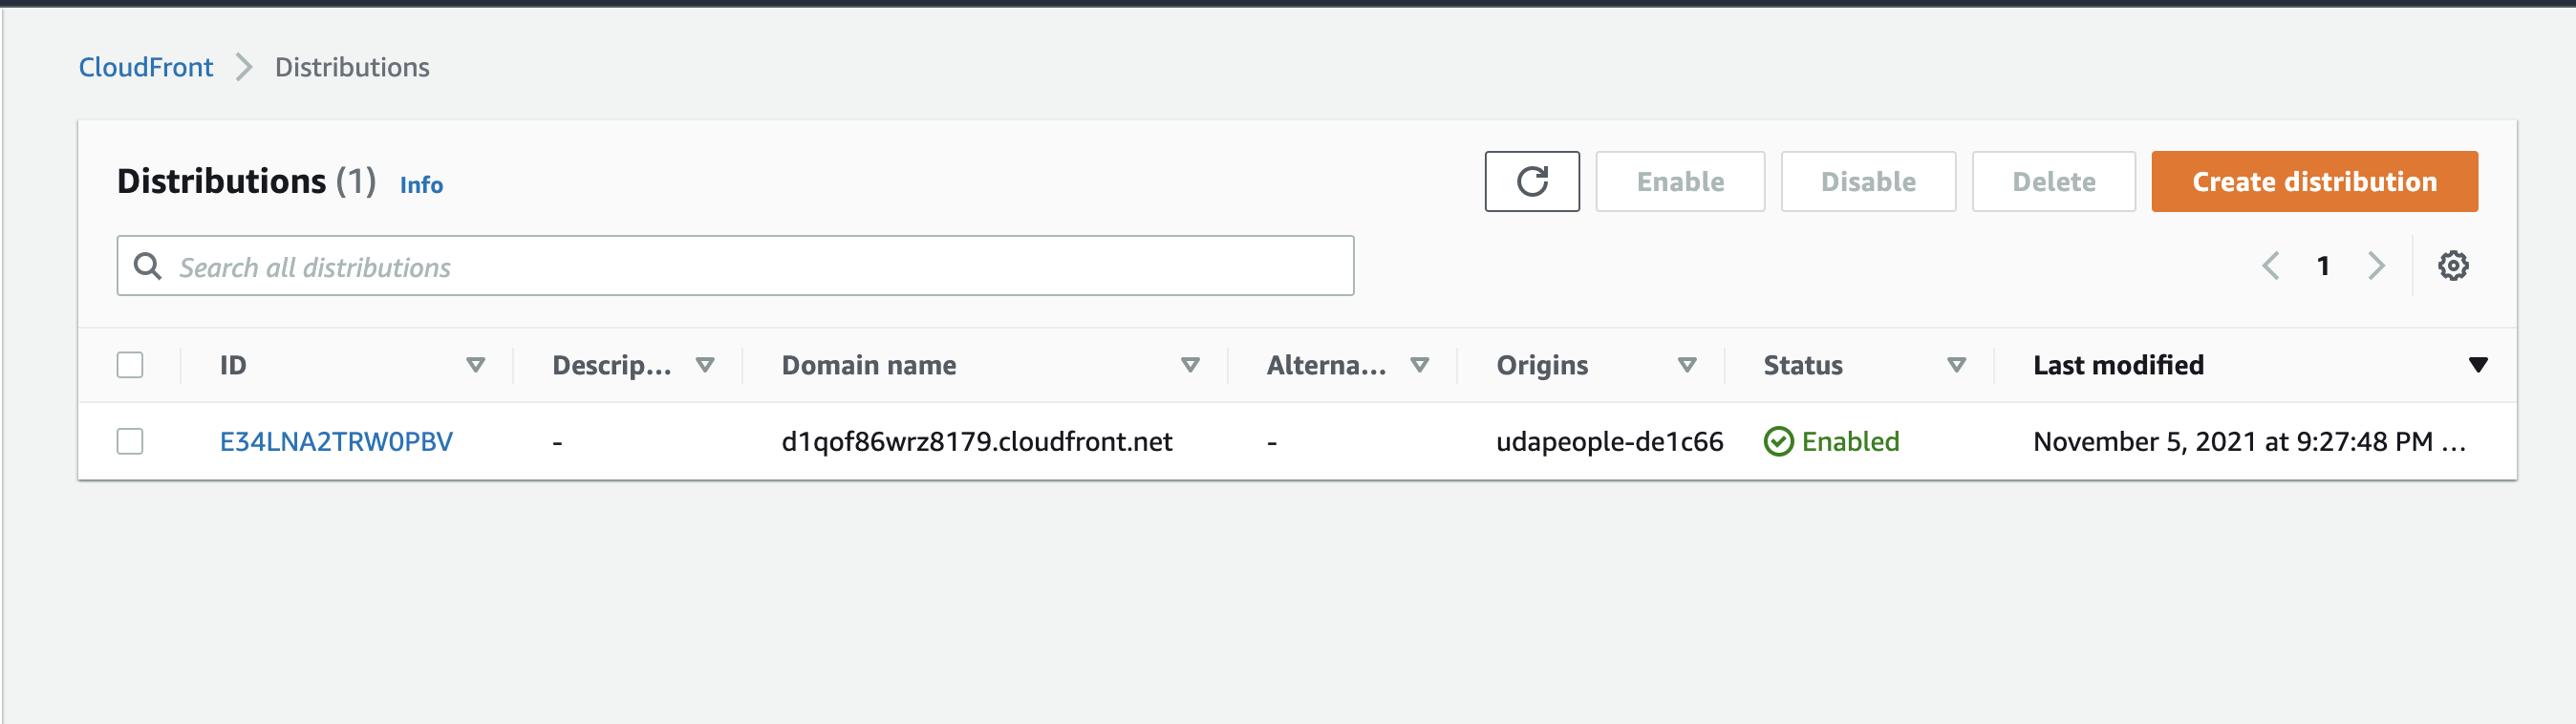 CloudFront Distributions
Distributions (1) Info
Enable Disable Delete Create distribution
Search all distributions
1
ID Descrip... Domain name Alterna... Origins Status Last modified
E34LNA2TRW0PBV - d1qof86wrz8179.cloudfront.net - udapeople-de1c66 Enabled November 5, 2021 at 9:27:48 PM ...